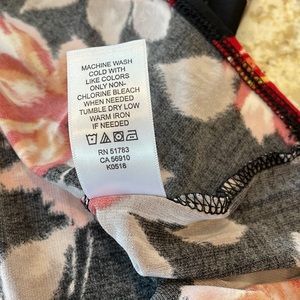 MACHINE WASH
COLD WITH
LIKE COLORS
ONLY NON-
CHLORINE BLEACH
WHEN NEEDED
TUMBLE DRY LOW
WARM IRON
IF NEEDED
RN 51783
CA 56910
K0516